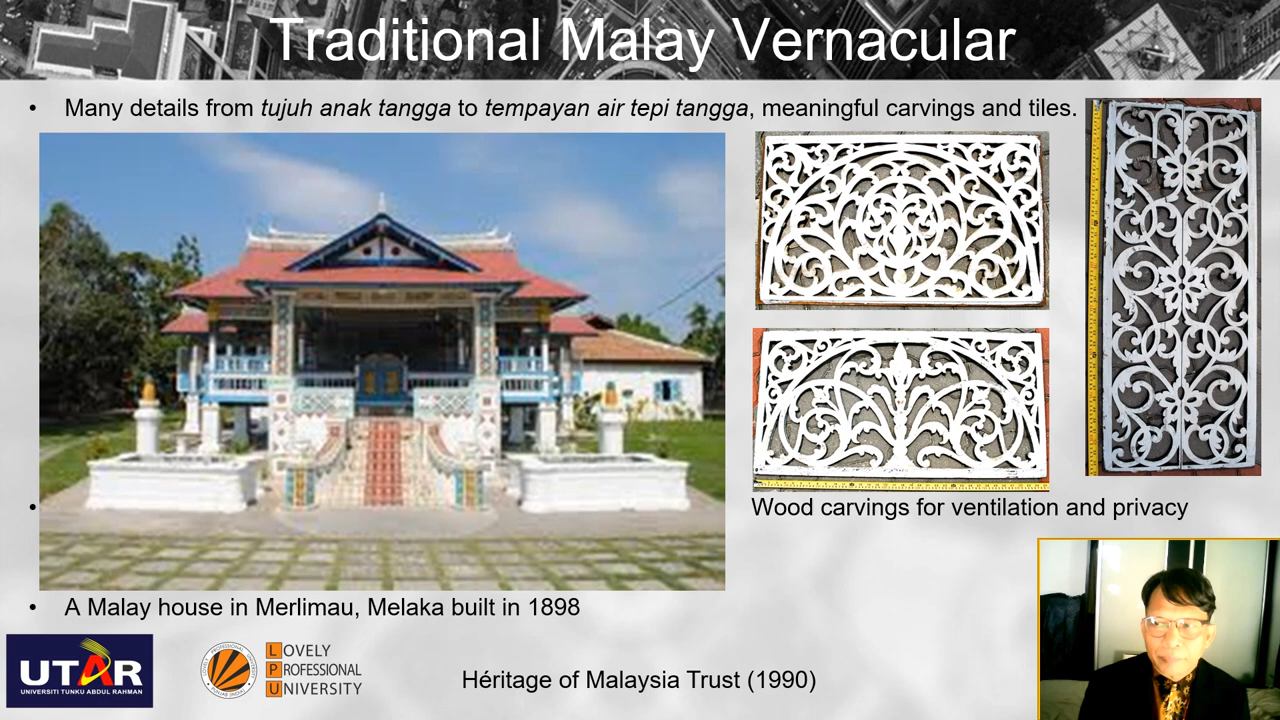 Traditional Malay Vernacular
• Many details from tujuh anak tangga to tempayan air tepi tangga, meaningful carvings and tiles.
• Wood carvings for ventilation and privacy
• A Malay house in Merlimau, Melaka built in 1898
UTAR
UNIVERSITI TUNKU ABDUL RAHMAN
LOVELY
PROFESSIONAL
UNIVERSITY
Héritage of Malaysia Trust (1990)